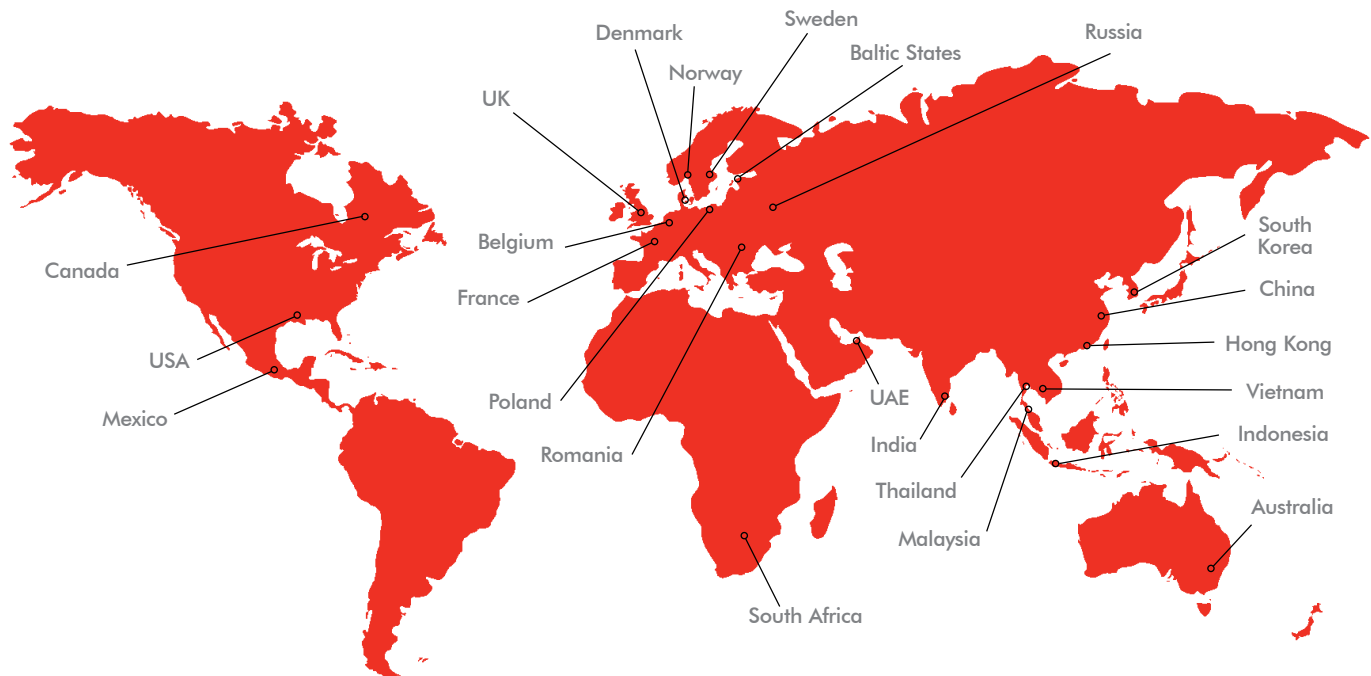 Sweden
Denmark
Russia
Baltic States
Norway
UK
South
Korea
Belgium
Canada
China
France
Hong Kong
USA
Vietnam
UAE
Poland
Mexico
Indonesia
India
Romania
Thailand
Australia
Malaysia
South Africa